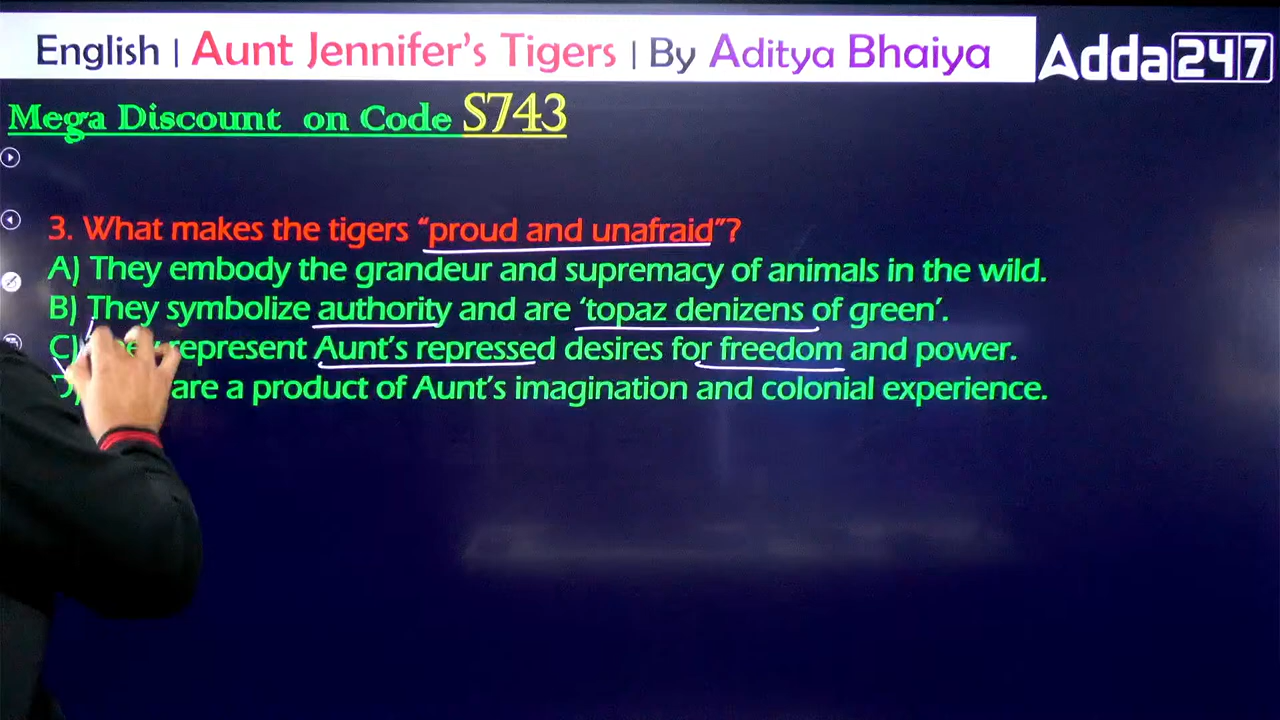 English | Aunt Jennifer's Tigers | By Aditya Bhaiya
Adda247
Mega Discount on Code S743
3. What makes the tigers “proud and unafraid”?
A) They embody the grandeur and supremacy of animals in the wild.
B) They symbolize authority and are ‘topaz denizens of green’.
C) represent Aunt's repressed desires for freedom and power.
D) are a product of Aunt's imagination and colonial experience.